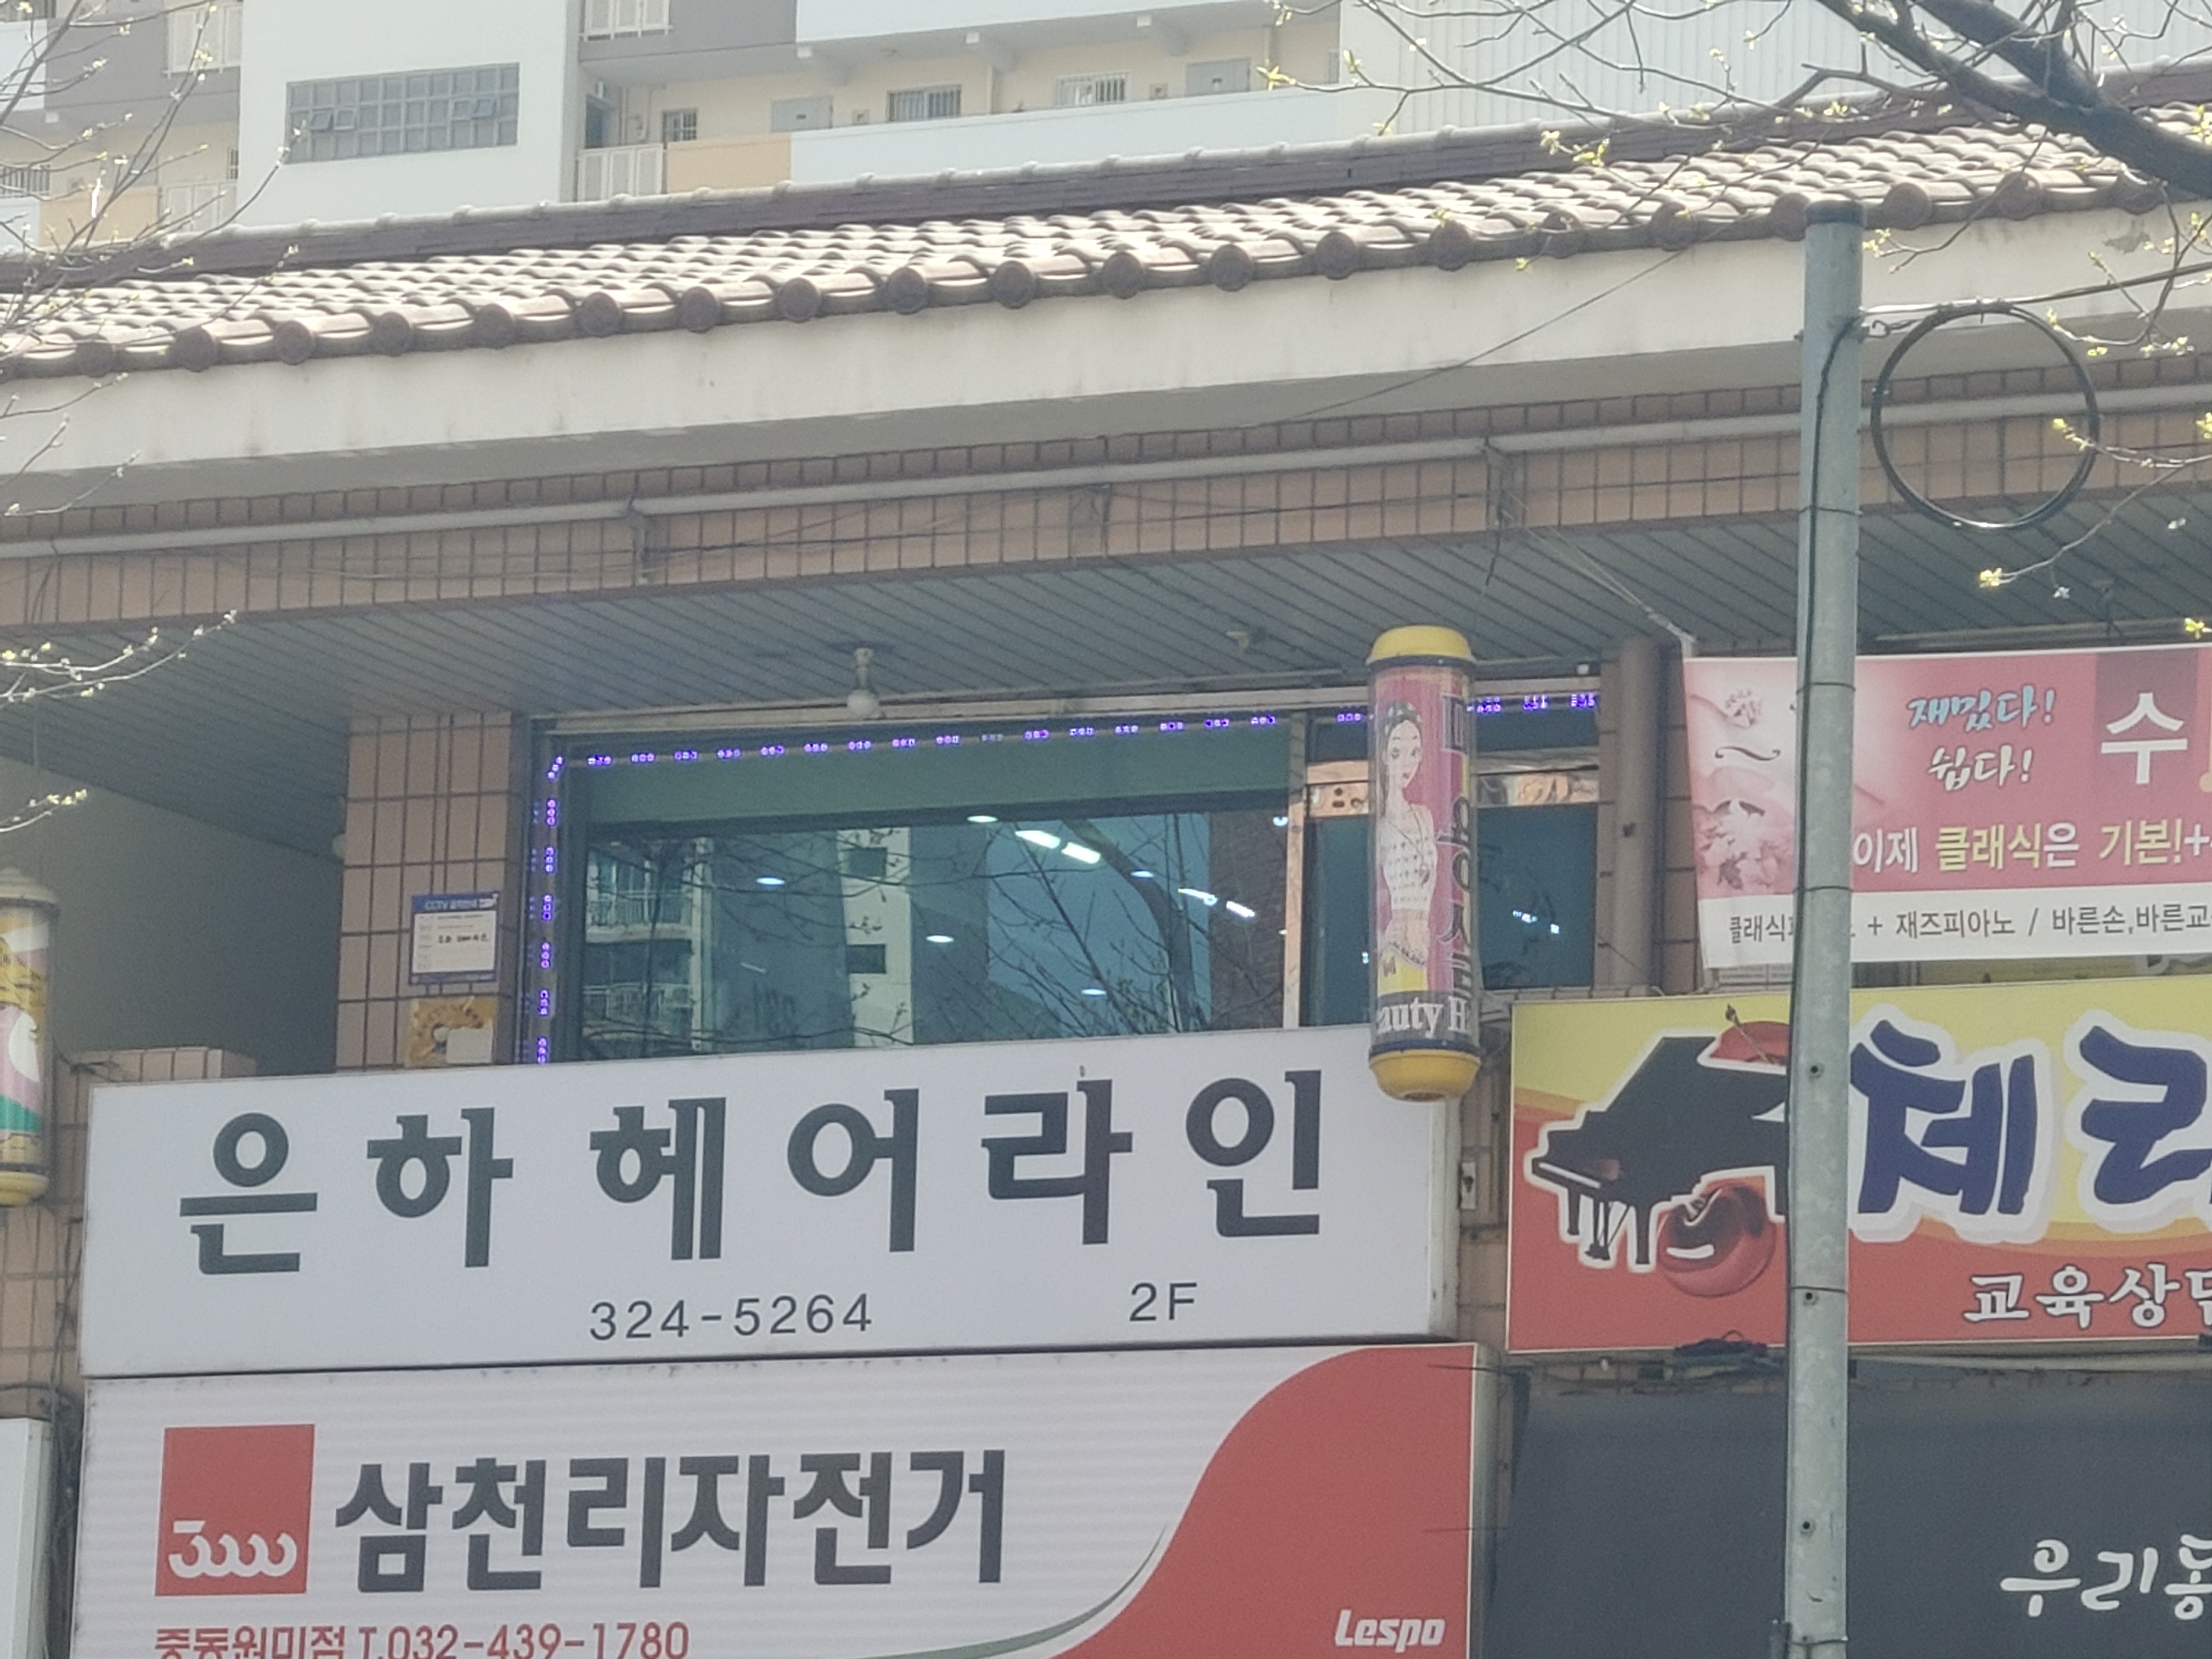 재밌다!
쉽다!
수
이제 클래식은 기본!+
+ 재즈피아노 / 바른손,바른교
CCTV
auty H
은하 헤어라인
324-5264 2F
체리
교육상담
3000
삼천리자전거
중동원미점 T.032-439-1780
Lespo
우리동